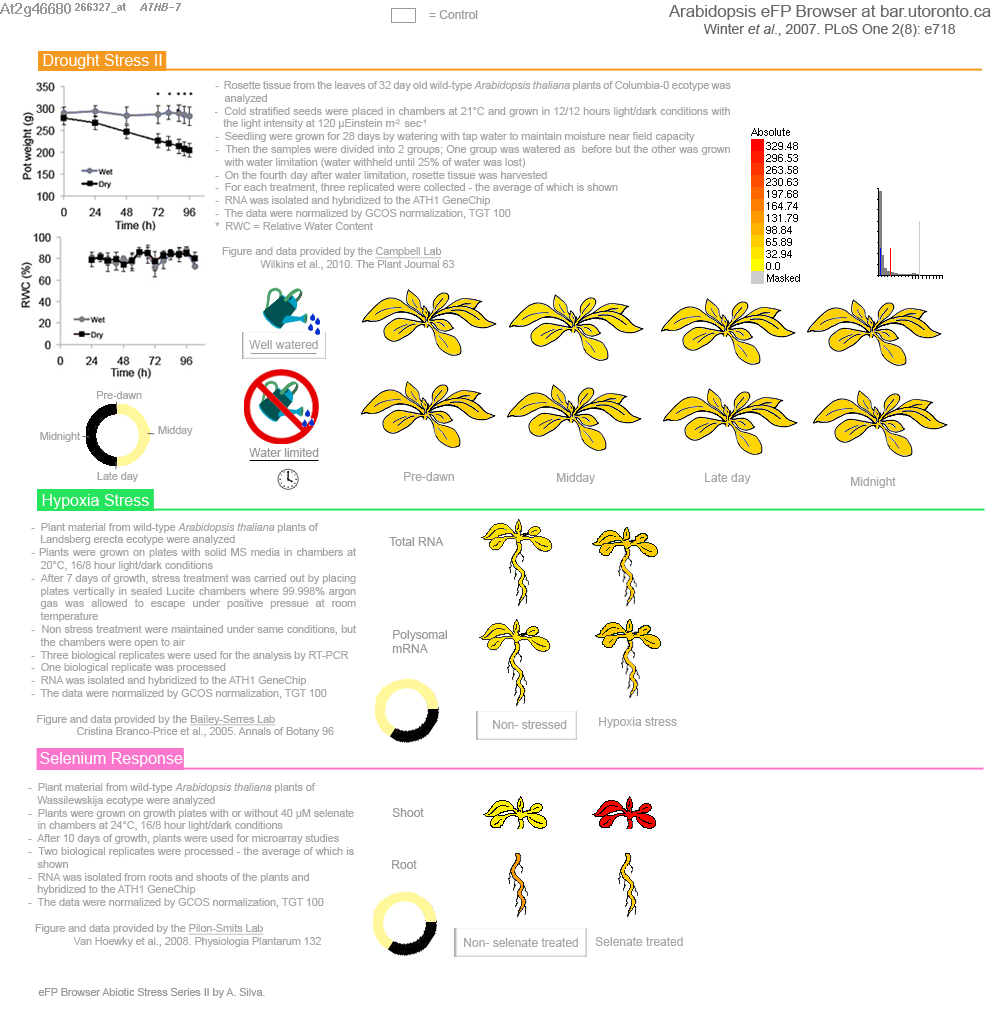 At2g46680 266327_at ATHB-7
= Control
Arabidopsis eFP Browser at bar.utoronto.ca
Winter et al., 2007. PLoS One 2(8): e718
Drought Stress II
350
300
250
200
150
100
Pot weight (g)
Wet
Dry
* * * * *
0 24 48 72 96
Time (h)
- Rosette tissue from the leaves of 32 day old wild-type Arabidopsis thaliana plants of Columbia-0 ecotype was
analyzed
- Cold stratified seeds were placed in chambers at 21°C and grown in 12/12 hours light/dark conditions with
the light intensity at 120 µEinstein m-² sec-¹
- Seedling were grown for 28 days by watering with tap water to maintain moisture near field capacity
- Then the samples were divided into 2 groups; One group was watered as before but the other was grown
with water limitation (water withheld until 25% of water was lost)
- On the fourth day after water limitation, rosette tissue was harvested
- For each treatment, three replicated were collected - the average of which is shown
- RNA was isolated and hybridized to the ATH1 GeneChip
- The data were normalized by GCOS normalization, TGT 100
* RWC = Relative Water Content
Figure and data provided by the Campbell Lab
Wilkins et al., 2010. The Plant Journal 63
Absolute
329.48
296.53
263.58
230.63
197.68
164.74
131.79
98.84
65.89
32.94
0.0
Masked
100
80
60
40
20
0
RWC (%)
Wet
Dry
0 24 48 72 96
Time (h)
Well watered
Water limited
Pre-dawn
Midnight
Midday
Late day
Pre-dawn
Midday
Late day
Midnight
Hypoxia Stress
- Plant material from wild-type Arabidopsis thaliana plants of
Landsberg erecta ecotype were analyzed
- Plants were grown on plates with solid MS media in chambers at
20°C, 16/8 hour light/dark conditions
- After 7 days of growth, stress treatment was carried out by placing
plates vertically in sealed Lucite chambers where 99.998% argon
gas was allowed to escape under positive pressue at room
temperature
- Non stress treatment were maintained under same conditions, but
the chambers were open to air
- Three biological replicates were used for the analysis by RT-PCR
- One biological replicate was processed
- RNA was isolated and hybridized to the ATH1 GeneChip
- The data were normalized by GCOS normalization, TGT 100
Figure and data provided by the Bailey-Serres Lab
Cristina Branco-Price et al., 2005. Annals of Botany 96
Total RNA
Polysomal
mRNA
Non- stressed
Hypoxia stress
Selenium Response
- Plant material from wild-type Arabidopsis thaliana plants of
Wassilewskija ecotype were analyzed
- Plants were grown on growth plates with or without 40 µM selenate
in chambers at 24°C, 16/8 hour light/dark conditions
- After 10 days of growth, plants were used for microarray studies
- Two biological replicates were processed - the average of which is
shown
- RNA was isolated from roots and shoots of the plants and
hybridized to the ATH1 GeneChip
- The data were normalized by GCOS normalization, TGT 100
Figure and data provided by the Pilon-Smits Lab
Van Hoewky et al., 2008. Physiologia Plantarum 132
Shoot
Root
Non- selenate treated
Selenate treated
eFP Browser Abiotic Stress Series II by A. Silva.